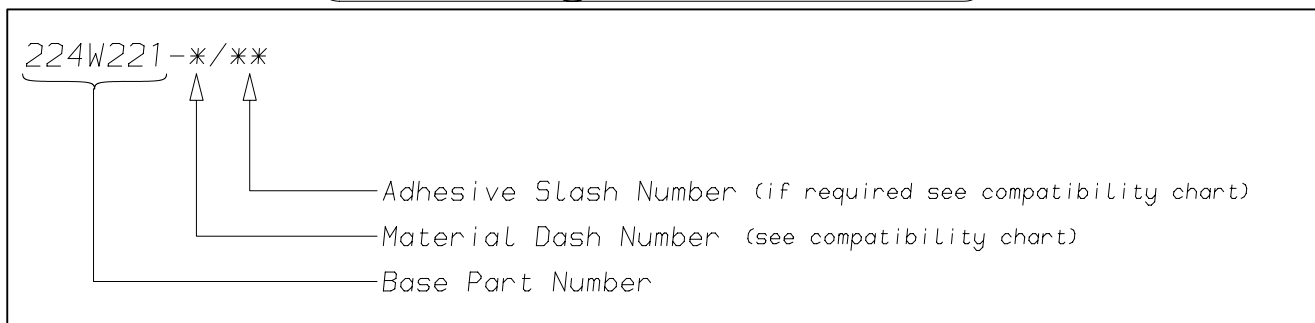 224W221-*/**
Adhesive Slash Number (if required see compatibility chart)
Material Dash Number (see compatibility chart)
Base Part Number